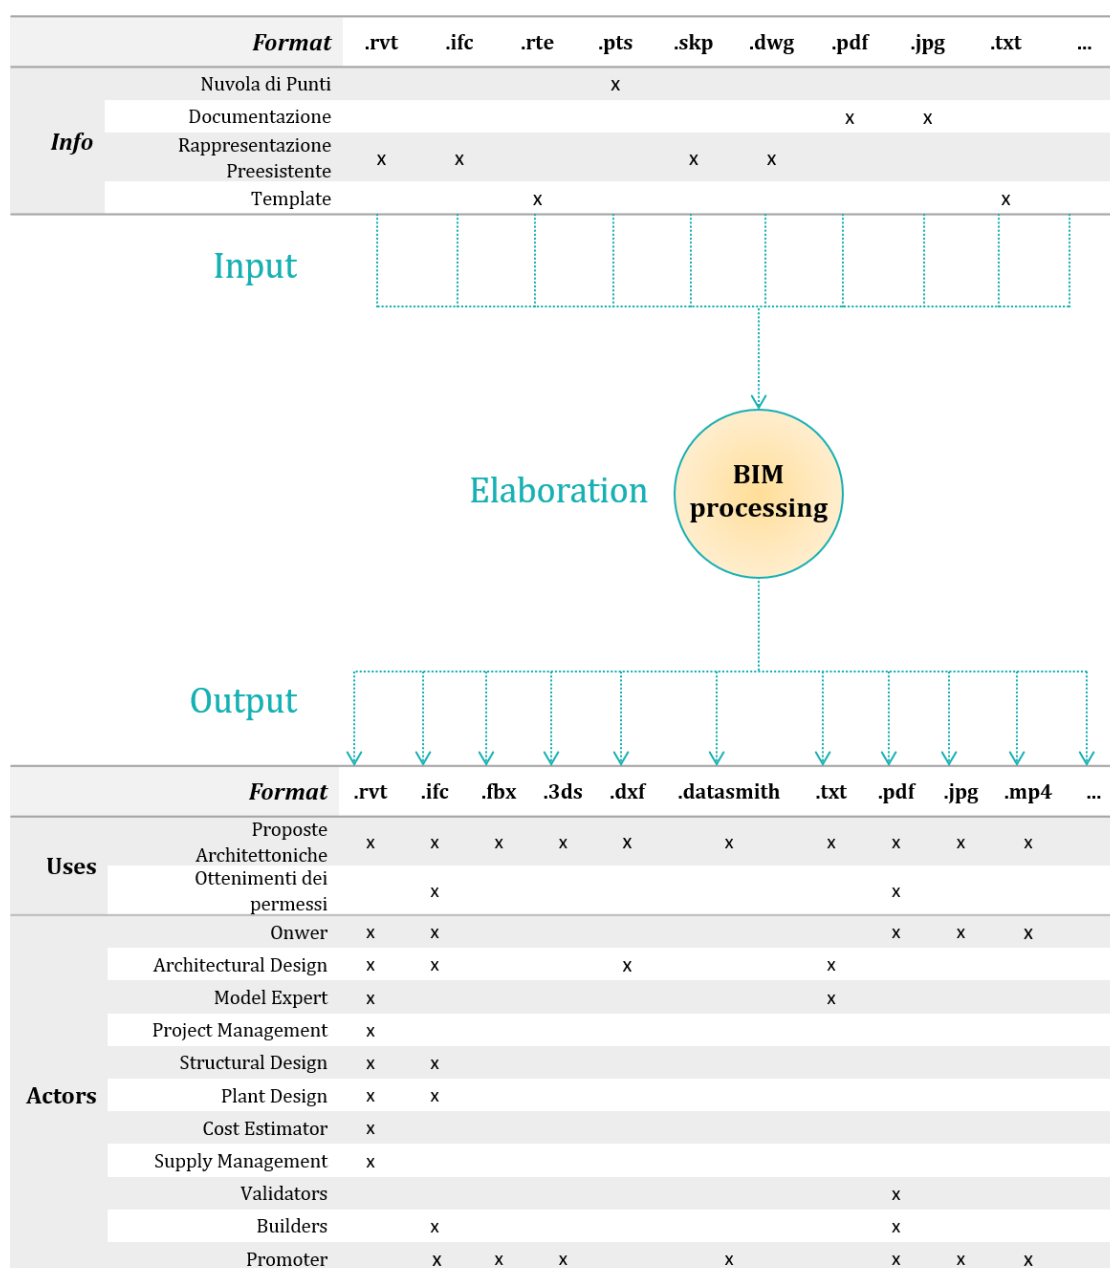 Format .rvt .ifc .rte .pts .skp .dwg .pdf .jpg .txt ...
Info
Nuvola di Punti x
Documentazione x x
Rappresentazione
Preesistente x x x x
Template x x
Input
Elaboration
BIM
processing
Output
Format .rvt .ifc .fbx .3ds .dxf .datasmith .txt .pdf .jpg .mp4 ...
Uses
Proposte
Architettoniche x x x x x x x x x x
Ottenimenti dei
permessi x x
Actors
Onwer x x x x x
Architectural Design x x x x
Model Expert x x
Project Management x
Structural Design x x
Plant Design x x
Cost Estimator x
Supply Management x
Validators x
Builders x x
Promoter x x x x x x x